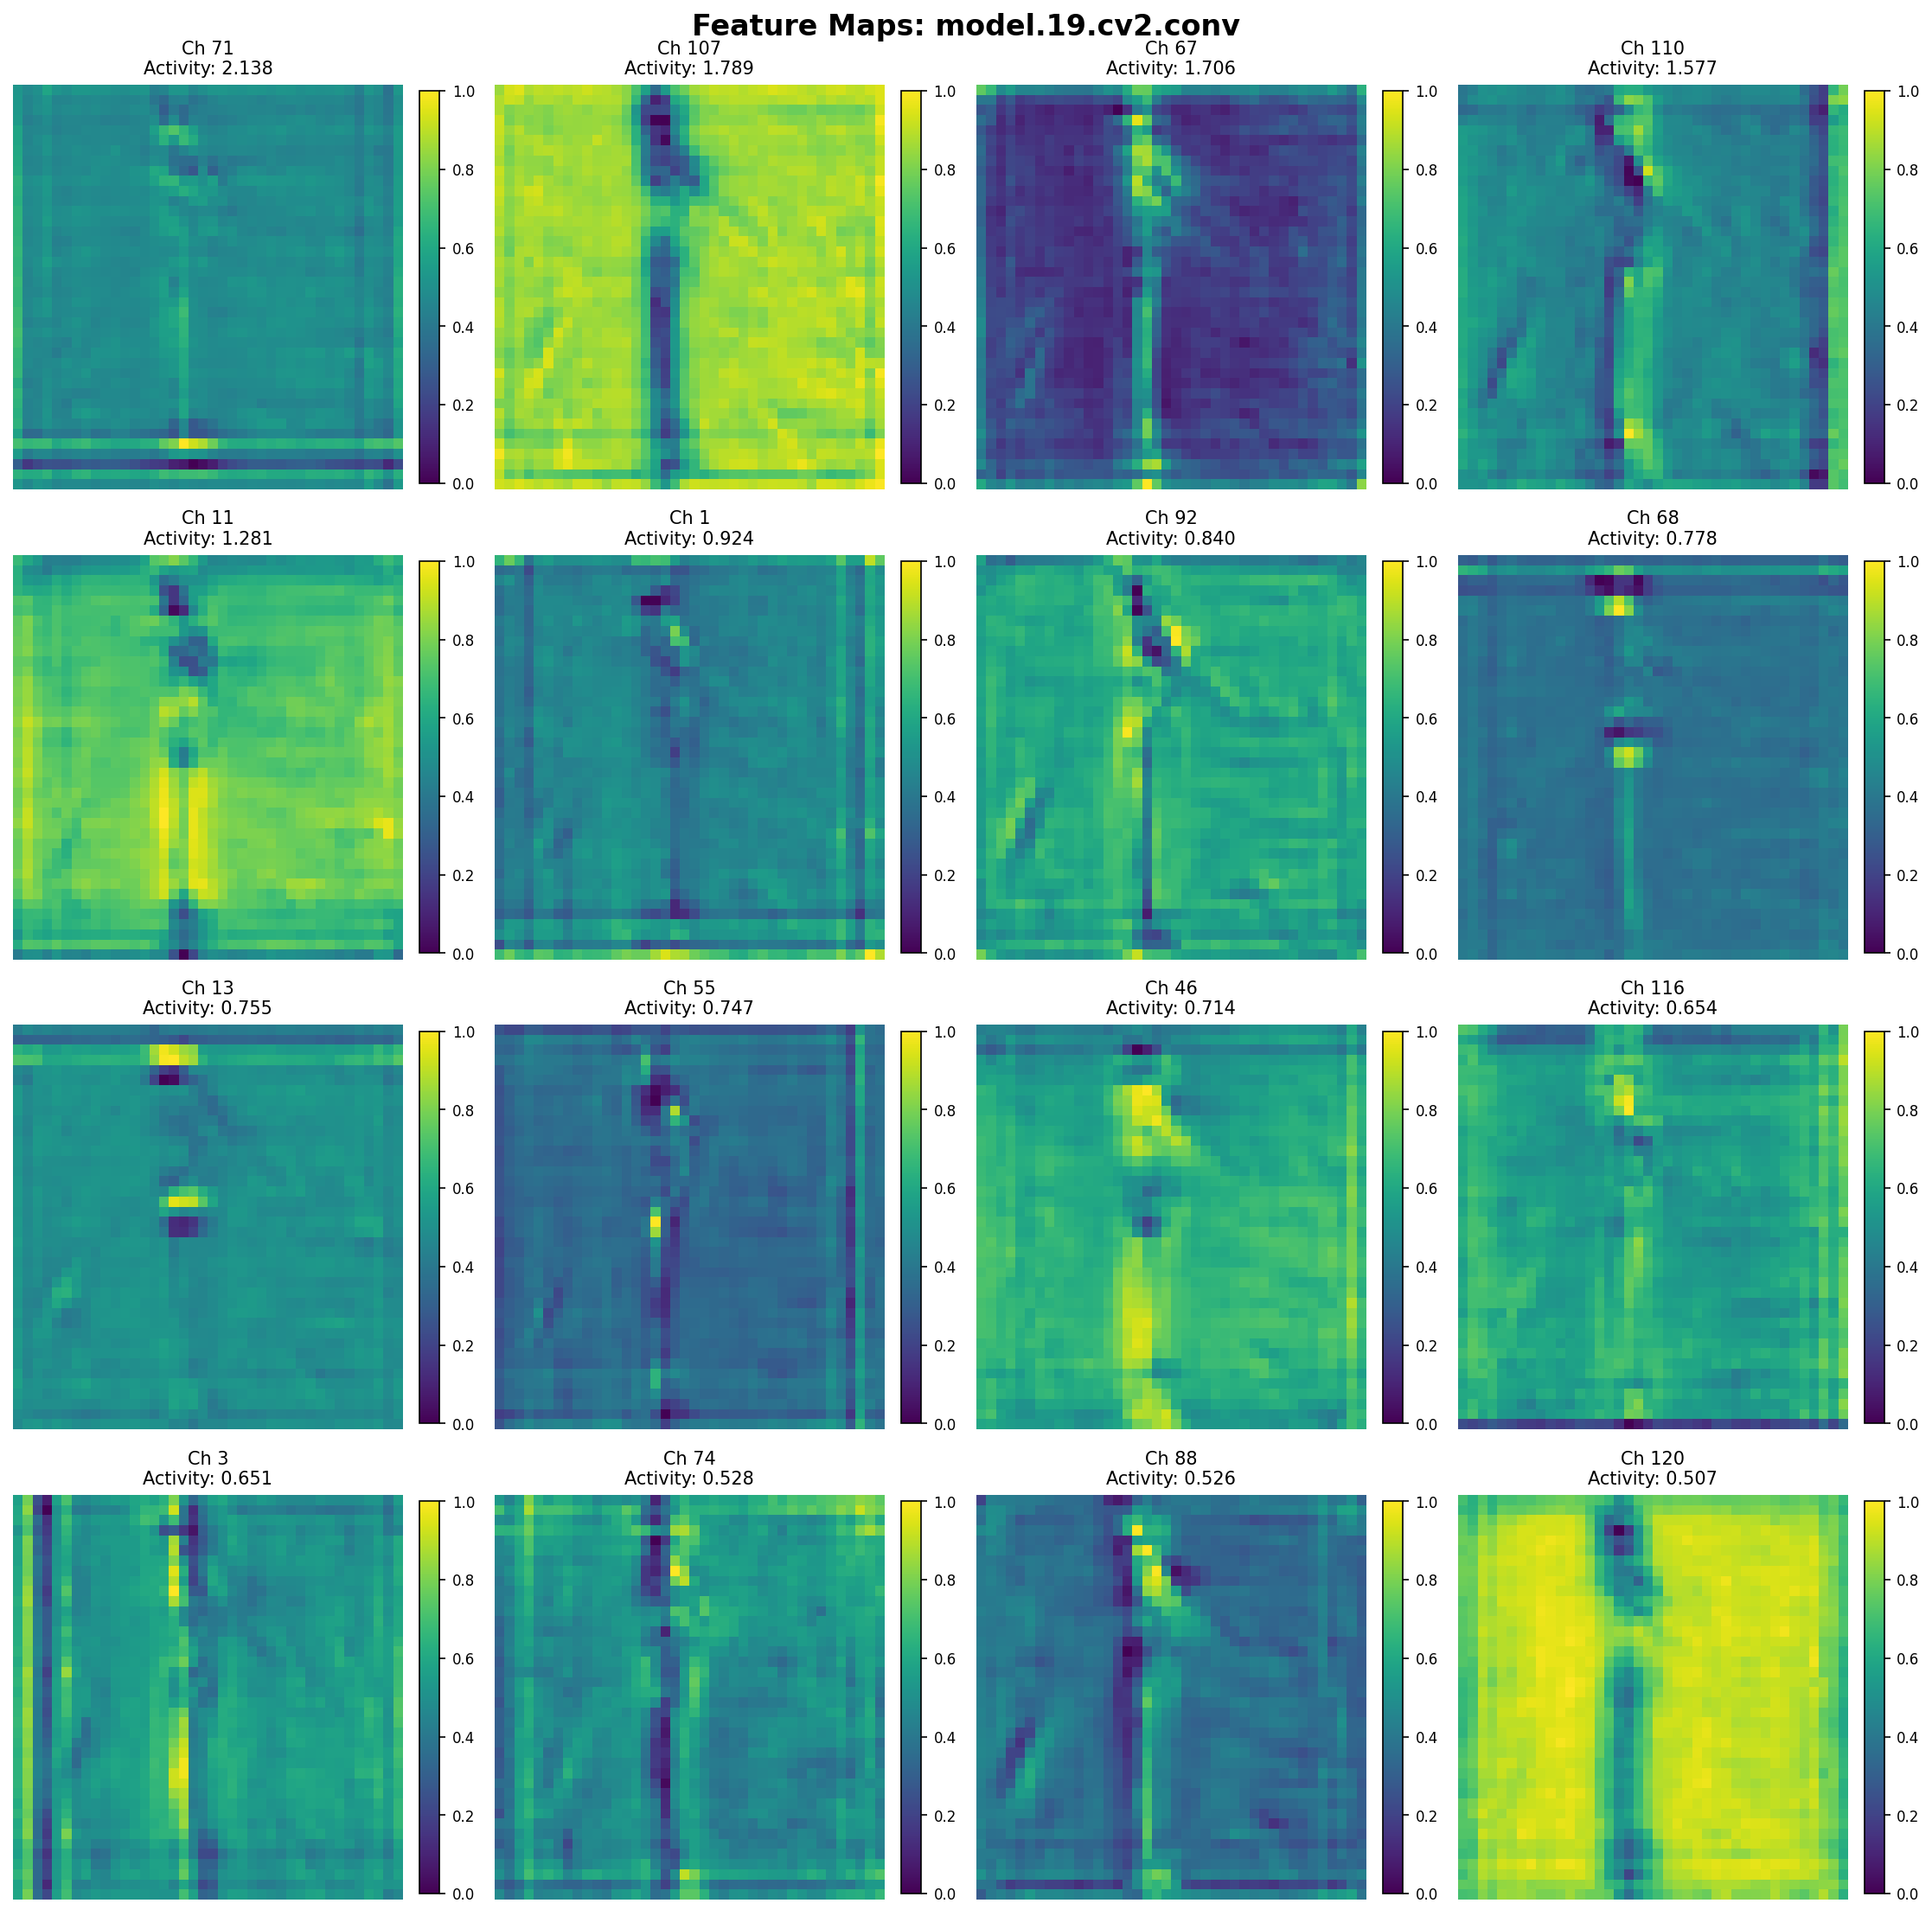 Feature Maps: model.19.cv2.conv
Ch 71
Activity: 2.138
1.0
0.8
0.6
0.4
0.2
0.0
Ch 107
Activity: 1.789
1.0
0.8
0.6
0.4
0.2
0.0
Ch 67
Activity: 1.706
1.0
0.8
0.6
0.4
0.2
0.0
Ch 110
Activity: 1.577
1.0
0.8
0.6
0.4
0.2
0.0
Ch 11
Activity: 1.281
1.0
0.8
0.6
0.4
0.2
0.0
Ch 1
Activity: 0.924
1.0
0.8
0.6
0.4
0.2
0.0
Ch 92
Activity: 0.840
1.0
0.8
0.6
0.4
0.2
0.0
Ch 68
Activity: 0.778
1.0
0.8
0.6
0.4
0.2
0.0
Ch 13
Activity: 0.755
1.0
0.8
0.6
0.4
0.2
0.0
Ch 55
Activity: 0.747
1.0
0.8
0.6
0.4
0.2
0.0
Ch 46
Activity: 0.714
1.0
0.8
0.6
0.4
0.2
0.0
Ch 116
Activity: 0.654
1.0
0.8
0.6
0.4
0.2
0.0
Ch 3
Activity: 0.651
1.0
0.8
0.6
0.4
0.2
0.0
Ch 74
Activity: 0.528
1.0
0.8
0.6
0.4
0.2
0.0
Ch 88
Activity: 0.526
1.0
0.8
0.6
0.4
0.2
0.0
Ch 120
Activity: 0.507
1.0
0.8
0.6
0.4
0.2
0.0